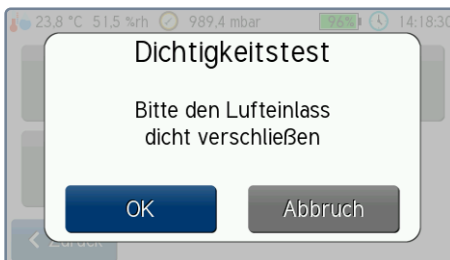 23,8 °C 51,5 %rh 989,4 mbar 96% 14:18:30
Dichtigkeitstest
Bitte den Lufteinlass
dicht verschließen
OK Abbruch
Zurück